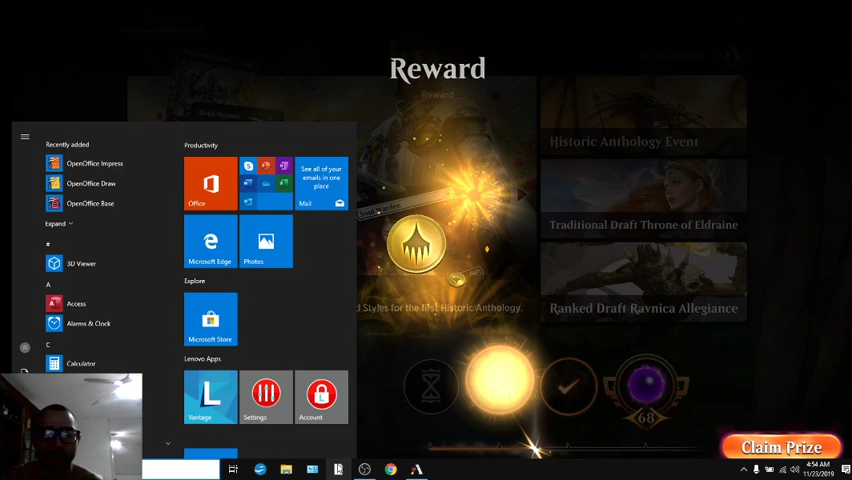 Reward
Reward
Historic Anthology Event
Soul Warden
Traditional Draft Throne of Eldraine
d Styles for the first Historic Anthology.
Ranked Draft Ravnica Allegiance
68
Claim Prize
Recently added
OpenOffice Impress
OpenOffice Draw
OpenOffice Base
Expand
#
3D Viewer
A
Access
Alarms & Clock
C
Calculator
Productivity
Office
See all of your
emails in one
place
Mail
Microsoft Edge
Photos
Explore
Microsoft Store
Lenovo Apps
L
Vantage
Settings
Account
4:54 AM
11/23/2019